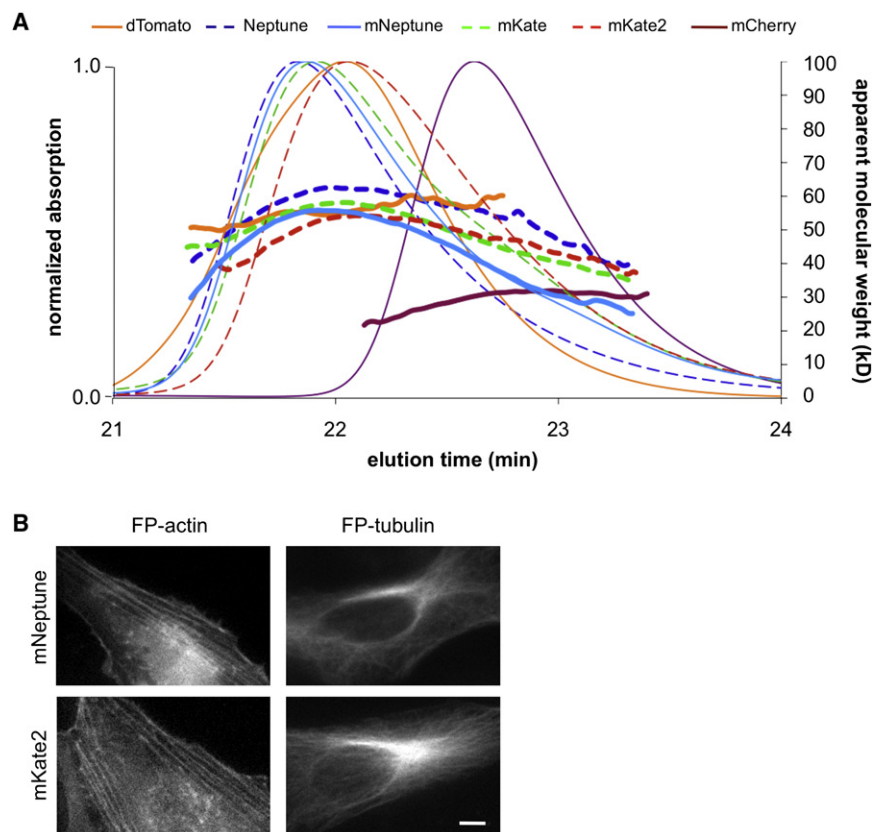 A
dTomato Neptune mNeptune mKate mKate2 mCherry
1.0
0.0
normalized absorption
100
90
80
70
60
50
40
30
20
10
0
apparent molecular weight (kD)
21 22 23 24
elution time (min)
B
FP-actin FP-tubulin
mNeptune
mKate2